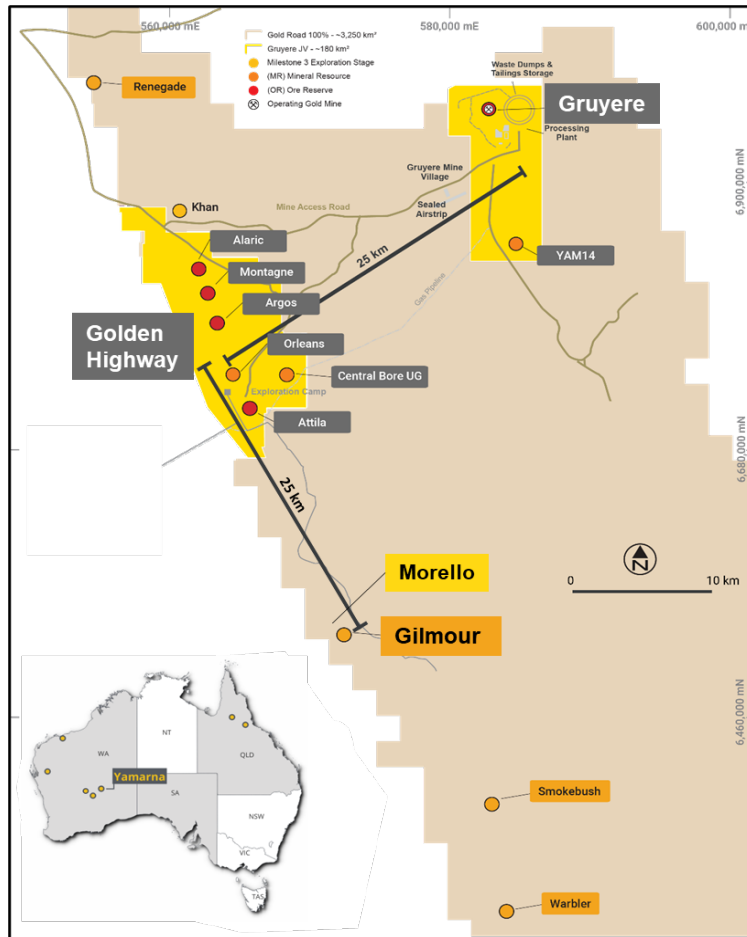 560,000 mE
580,000 mE
600,000 mE
Gold Road 100% - ~3,250 km²
Gruyere JV - ~180 km²
Milestone 3 Exploration Stage
(MR) Mineral Resource
(OR) Ore Reserve
Operating Gold Mine
Waste Dumps &
Tailings Storage
Renegade
Gruyere
Processing
Plant
Gruyere Mine
Village
6,900,000 mN
Khan
Mine Access Road
Sealed
Airstrip
Alaric
25 km
YAM14
Montagne
Gas Pipeline
Argos
Golden
Highway
Orleans
Central Bore UG
Exploration Camp
Attila
6,680,000 mN
25 km
N
Morello
0
10 km
Gilmour
6,460,000 mN
NT
WA
QLD
Yamarna
SA
NSW
VIC
TAS
Smokebush
Warbler